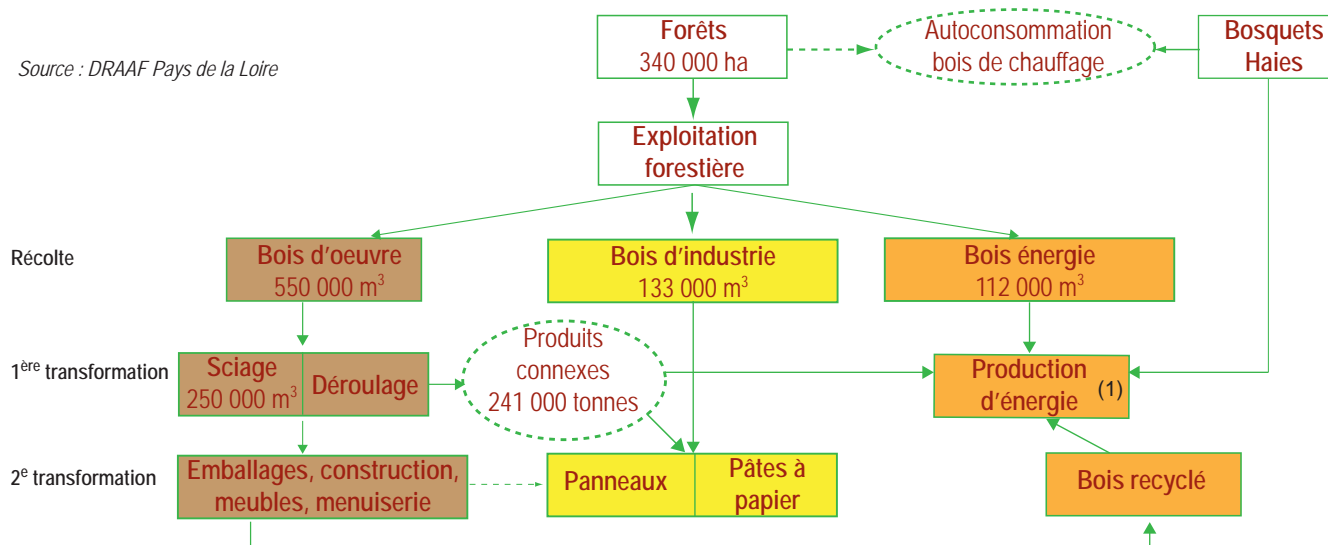 Source : DRAAF Pays de la Loire
Forêts
340 000 ha
Autoconsommation
bois de chauffage
Bosquets
Haies
Exploitation
forestière
Récolte
Bois d'oeuvre
550 000 m³
Bois d'industrie
133 000 m³
Bois énergie
112 000 m³
1ère transformation
Sciage
250 000 m³
Déroulage
Produits
connexes
241 000 tonnes
Production
d'énergie
(1)
2e transformation
Emballages, construction,
meubles, menuiserie
Panneaux
Pâtes à
papier
Bois recyclé